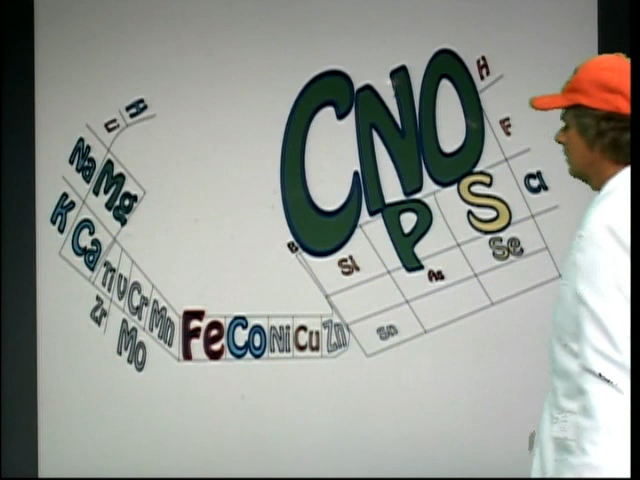 H
Li
Na Mg
K Ca Ti V Cr Mn Fe Co Ni Cu Zn
Zr Mo
H
C N O F
B Si P S Cl
As Se
Sn